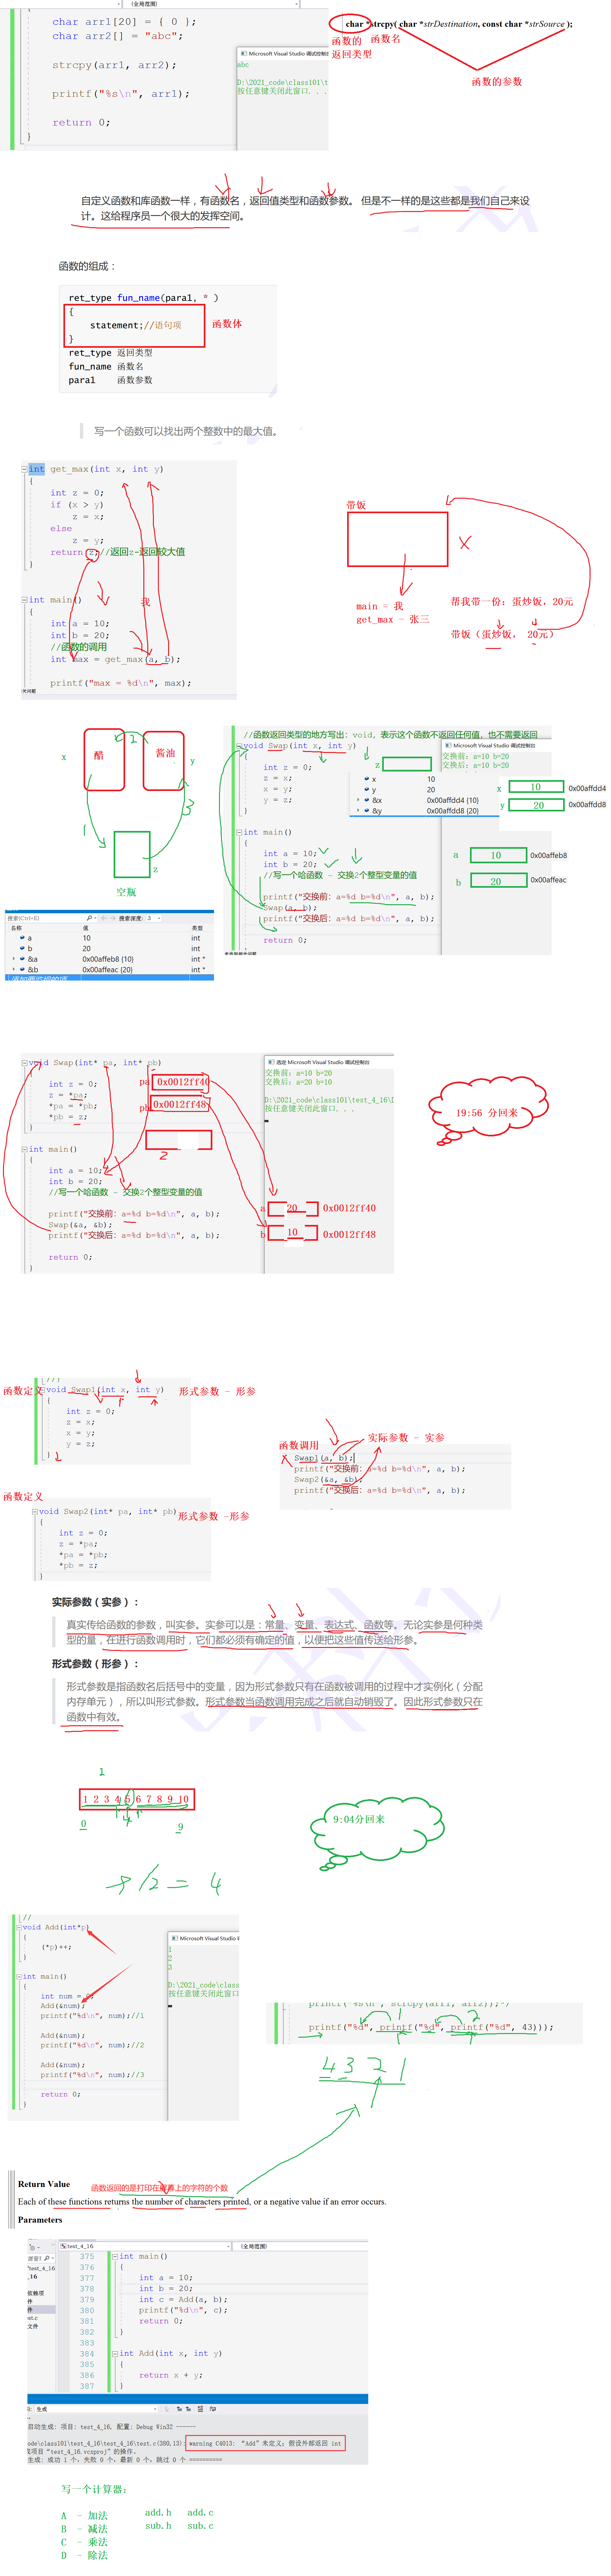 (全局范围)
char arr1[20] = { 0 };
char arr2[] = "abc";
strcpy(arr1, arr2);
printf("%s\n", arr1);
return 0;
}
Microsoft Visual Studio 调试控制台
abc
D:\2021_code\class101\t
按任意键关闭此窗口. . .
char *strcpy( char *strDestination, const char *strSource );
函数的 函数名
返回类型
函数的参数
自定义函数和库函数一样，有函数名，返回值类型和函数参数。 但是不一样的是这些都是我们自己来设
计。这给程序员一个很大的发挥空间。
函数的组成：
ret_type fun_name(para1, * )
{
statement;//语句项
}
函数体
ret_type 返回类型
fun_name 函数名
para1 函数参数
写一个函数可以找出两个整数中的最大值。
int get_max(int x, int y)
{
int z = 0;
if (x > y)
z = x;
else
z = y;
return z;//返回z-返回较大值
}
int main()
我
{
int a = 10;
int b = 20;
//函数的调用
int max = get_max(a, b);
printf("max = %d\n", max);
带饭
X
main = 我
get_max - 张三
帮我带一份：蛋炒饭，20元
带饭（蛋炒饭， 20元）
x
醋
2
酱油
y
1
3
空瓶
z
搜索(Ctrl+E)
搜索深度: 3
名称 值 类型
a 10 int
b 20 int
&a 0x00affeb8 {10} int *
&b 0x00affeac {20} int *
//函数返回类型的地方写出：void，表示这个函数不返回任何值，也不需要返回
void Swap(int x, int y)
{
int z = 0;
z = x;
x = y;
y = z;
}
int main()
{
int a = 10;
int b = 20;
//写一个哈函数 - 交换2个整型变量的值
printf("交换前：a=%d b=%d\n", a, b);
Swap(a, b);
printf("交换后：a=%d b=%d\n", a, b);
return 0;
z
Microsoft Visual Studio 调试控制台
交换前：a=10 b=20
交换后：a=10 b=20
x 10
y 20
&x 0x00affdd4 {10}
&y 0x00affdd8 {20}
x 10 0x00affdd4
y 20 0x00affdd8
a 10 0x00affeb8
b 20 0x00affeac
void Swap(int* pa, int* pb)
{
int z = 0;
z = *pa;
*pa = *pb;
*pb = z;
}
int main()
{
int a = 10;
int b = 20;
//写一个哈函数 - 交换2个整型变量的值
printf("交换前：a=%d b=%d\n", a, b);
Swap(&a, &b);
printf("交换后：a=%d b=%d\n", a, b);
return 0;
}
pa 0x0012ff40
pb 0x0012ff48
z
选定 Microsoft Visual Studio 调试控制台
交换前：a=10 b=20
交换后：a=20 b=10
D:\2021_code\class101\test_4_16\D
按任意键关闭此窗口. . .
a 20 0x0012ff40
b 10 0x0012ff48
19:56 分回来
函数定义
void Swap1(int x, int y)
形式参数 - 形参
{
int z = 0;
z = x;
x = y;
y = z;
}
函数调用
实际参数 - 实参
Swap1(a, b);
printf("交换前：a=%d b=%d\n", a, b);
Swap2(&a, &b);
printf("交换后：a=%d b=%d\n", a, b);
函数定义
void Swap2(int* pa, int* pb)
形式参数 -形参
{
int z = 0;
z = *pa;
*pa = *pb;
*pb = z;
}
实际参数（实参）：
真实传给函数的参数，叫实参。实参可以是：常量、变量、表达式、函数等。无论实参是何种类
型的量，在进行函数调用时，它们都必须有确定的值，以便把这些值传送给形参。
形式参数（形参）：
形式参数是指函数名后括号中的变量，因为形式参数只有在函数被调用的过程中才实例化（分配
内存单元），所以叫形式参数。形式参数当函数调用完成之后就自动销毁了。因此形式参数只在
函数中有效。
1
1 2 3 4 5 6 7 8 9 10
0 4 9
9/2 = 4
9:04分回来
//
void Add(int*p)
{
(*p)++;
}
int main()
{
int num = 0;
Add(&num);
printf("%d\n", num);//1
Add(&num);
printf("%d\n", num);//2
Add(&num);
printf("%d\n", num);//3
return 0;
}
Microsoft Visual Studio
1
2
3
D:\2021_code\class
按任意键关闭此窗口
printf("%s\n", strcpy(arr1, arr2));*/
1 2
printf("%d", printf("%d", printf("%d", 43)));
4 3 2 1
Return Value
函数返回的是打印在屏幕上的字符的个数
Each of these functions returns the number of characters printed, or a negative value if an error occurs.
Parameters
test_4_16
(全局范围)
375 int main()
376 {
377 int a = 10;
378 int b = 20;
379 int c = Add(a, b);
380 printf("%d\n", c);
381 return 0;
382 }
383
384 int Add(int x, int y)
385 {
386 return x + y;
387 }
生成
启动生成: 项目: test_4_16, 配置: Debug Win32 ------
code\class101\test_4_16\test_4_16\test.c(380,13): warning C4013: “Add”未定义；假设外部返回 int
成项目“test_4_16.vcxproj”的操作。
生成: 成功 1 个，失败 0 个，最新 0 个，跳过 0 个 ==========
写一个计算器：
A - 加法 add.h add.c
B - 减法 sub.h sub.c
C - 乘法
D - 除法